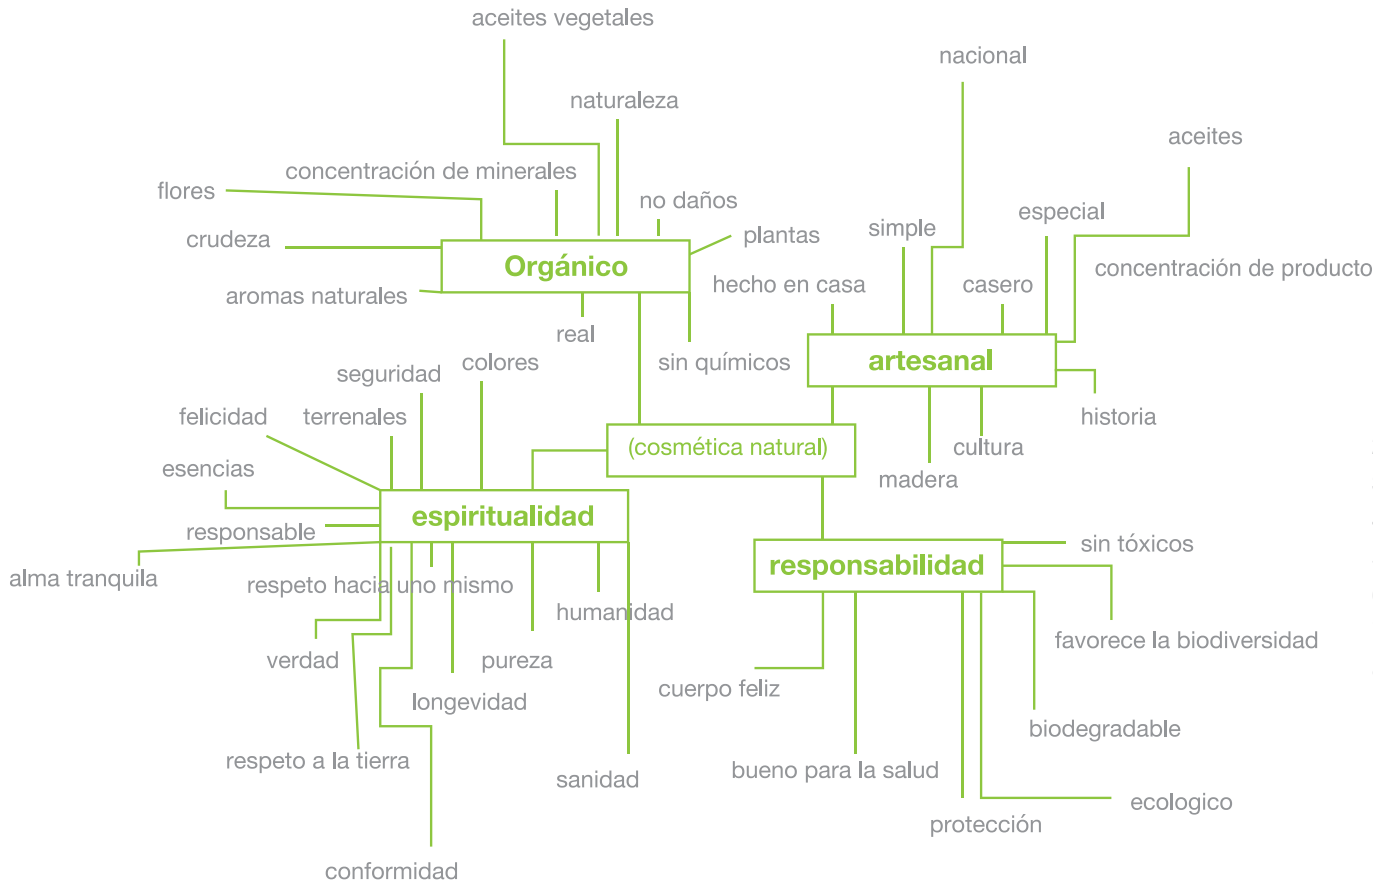 aceites vegetales
nacional
naturaleza
aceites
concentración de minerales
flores
no daños
especial
simple
plantas
crudeza
Orgánico
concentración de producto
hecho en casa
casero
aromas naturales
real
sin químicos
artesanal
colores
seguridad
felicidad
terrenales
historia
(cosmética natural)
cultura
esencias
madera
espiritualidad
responsable
sin tóxicos
responsabilidad
alma tranquila
respeto hacia uno mismo
humanidad
favorece la biodiversidad
verdad
pureza
cuerpo feliz
longevidad
biodegradable
respeto a la tierra
bueno para la salud
sanidad
ecologico
protección
conformidad